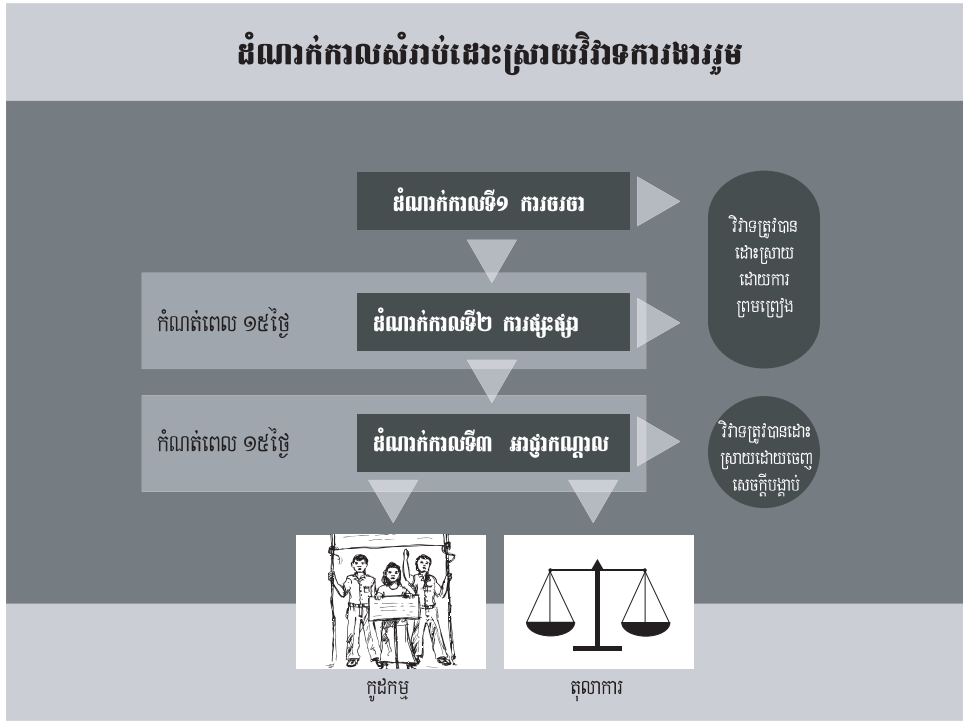 ដំណាក់កាលសំរាប់ដោះស្រាយវិវាទការងាររួម
ដំណាក់កាលទី១ ការចរចា
វិវាទត្រូវបាន
ដោះស្រាយ
ដោយការ
ព្រមព្រៀង
កំណត់ពេល ១៥ថ្ងៃ
ដំណាក់កាលទី២ ការផ្សះផ្សា
កំណត់ពេល ១៥ថ្ងៃ
ដំណាក់កាលទី៣ អាជ្ញាកណ្តាល
វិវាទត្រូវបានដោះ
ស្រាយដោយចេញ
សេចក្តីបង្គាប់
កូដកម្ម
តុលាការ